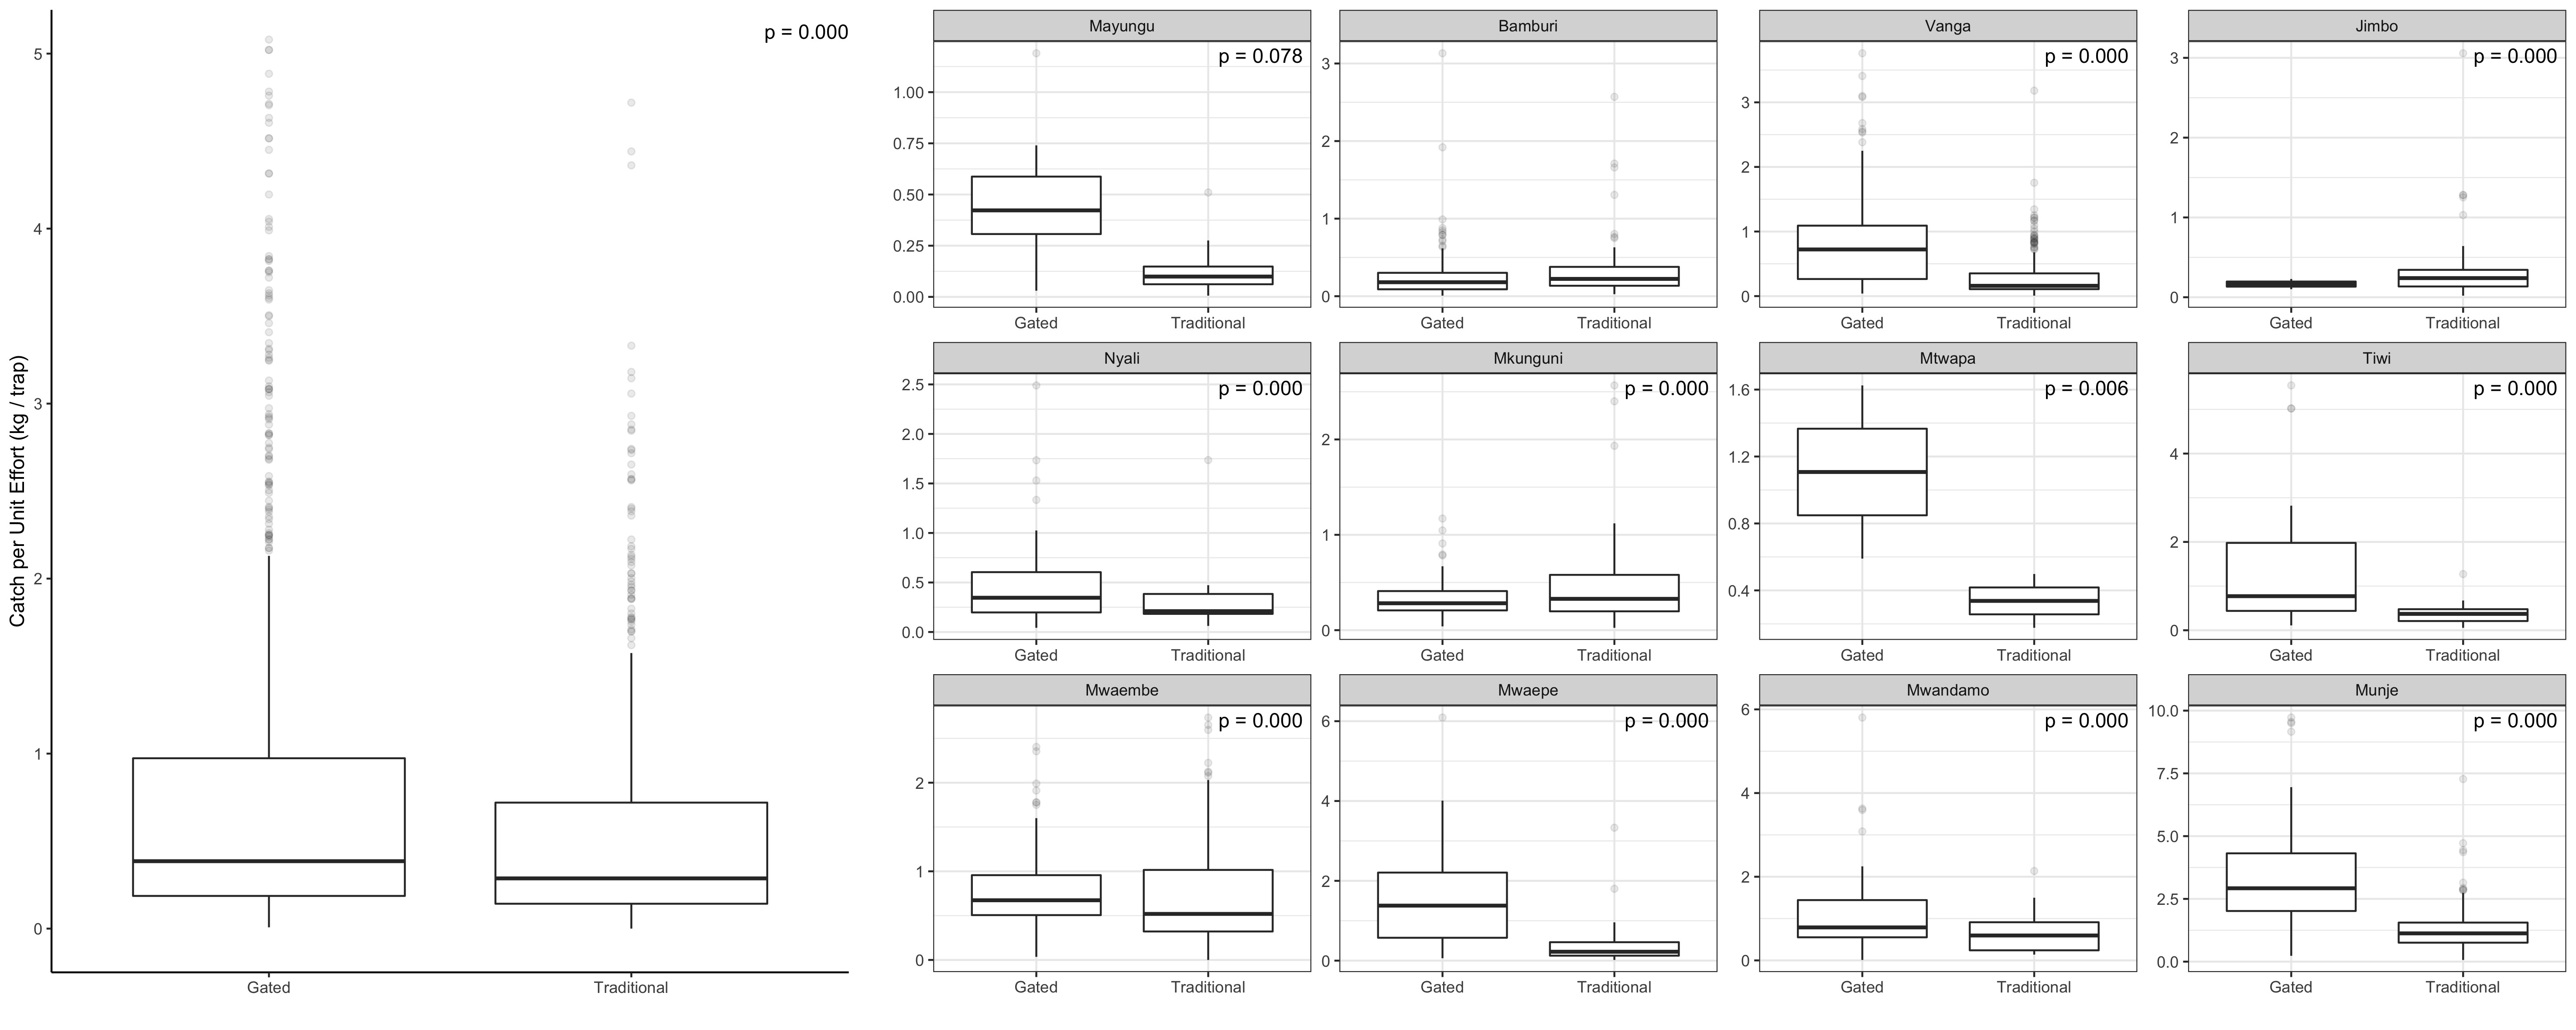 Catch per Unit Effort (kg / trap)
5
4
3
2
1
0
p = 0.000
Gated Traditional
Mayungu
p = 0.078
1.00
0.75
0.50
0.25
0.00
Gated Traditional
Bamburi
3
2
1
0
Gated Traditional
Vanga
p = 0.000
3
2
1
0
Gated Traditional
Jimbo
p = 0.000
3
2
1
0
Gated Traditional
Nyali
p = 0.000
2.5
2.0
1.5
1.0
0.5
0.0
Gated Traditional
Mkunguni
p = 0.000
2
1
0
Gated Traditional
Mtwapa
p = 0.006
1.6
1.2
0.8
0.4
Gated Traditional
Tiwi
p = 0.000
4
2
0
Gated Traditional
Mwaembe
p = 0.000
2
1
0
Gated Traditional
Mwaepe
p = 0.000
6
4
2
0
Gated Traditional
Mwandamo
p = 0.000
6
4
2
0
Gated Traditional
Munje
p = 0.000
10.0
7.5
5.0
2.5
0.0
Gated Traditional